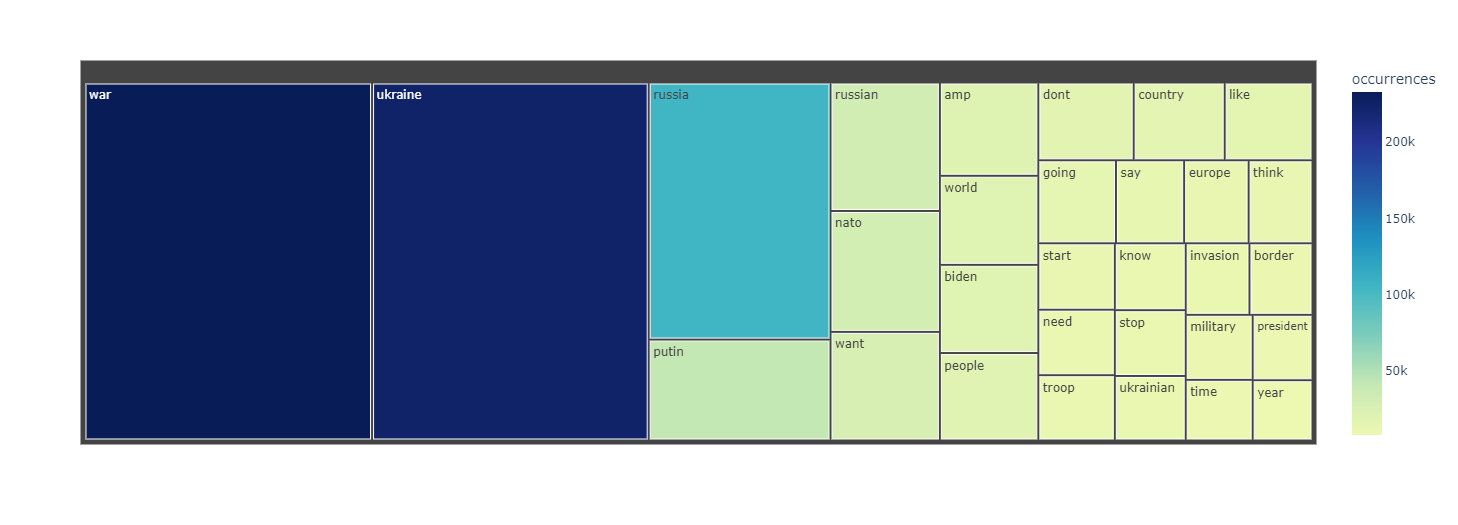 war
ukraine
russia
putin
russian
nato
want
amp
world
biden
people
dont
country
like
going
say
europe
think
start
know
invasion
border
need
stop
military
president
troop
ukrainian
time
year
occurrences
200k
150k
100k
50k